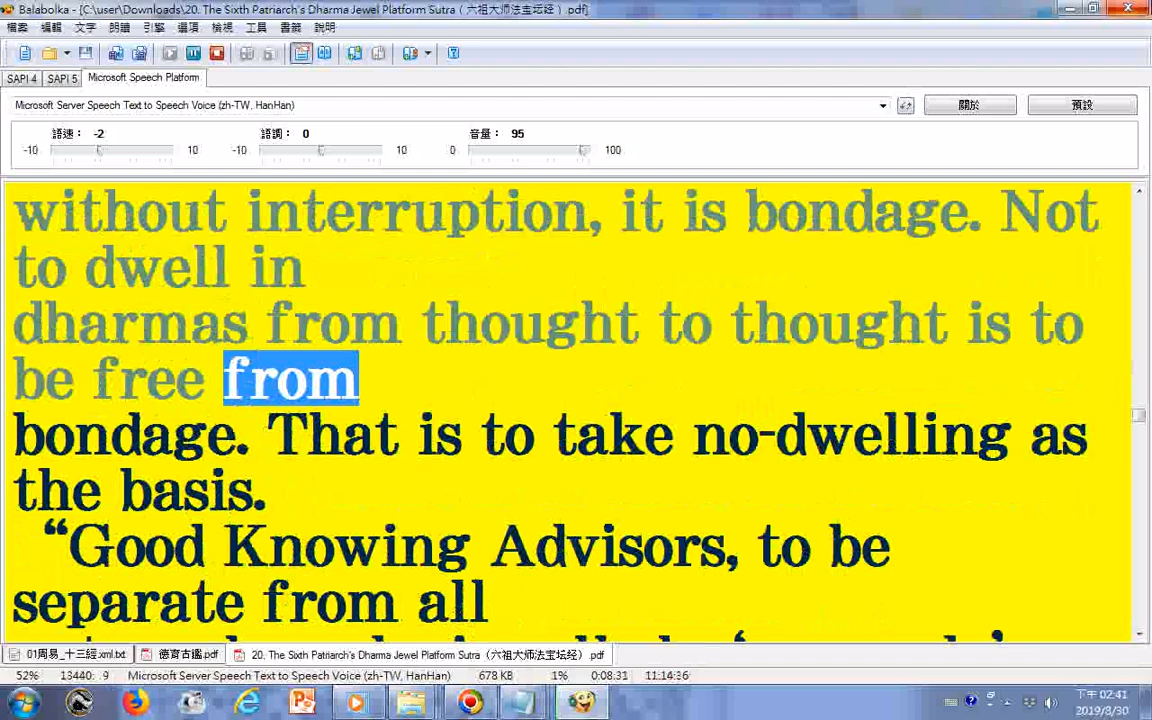 Balabolka - [C:\user\Downloads\20. The Sixth Patriarch's Dharma Jewel Platform Sutra（六祖大师法宝坛经）.pdf]
檔案 編輯 文字 朗讀 引擎 選項 檢視 工具 書籤 說明
SAPI 4 SAPI 5 Microsoft Speech Platform
Microsoft Server Speech Text to Speech Voice (zh-TW, HanHan) 關於 預設
語速： -2 語調： 0 音量： 95
-10 10 -10 10 0 100
without interruption, it is bondage. Not
to dwell in
dharmas from thought to thought is to
be free from
bondage. That is to take no-dwelling as
the basis.
“Good Knowing Advisors, to be
separate from all
01周易_十三經.xml.txt 德育古鑑.pdf 20. The Sixth Patriarch's Dharma Jewel Platform Sutra（六祖大师法宝坛经）.pdf
52% 13440: 9 Microsoft Server Speech Text to Speech Voice (zh-TW, HanHan) 678 KB 1% 0:08:31 11:14:36
下午 02:41
2019/8/30